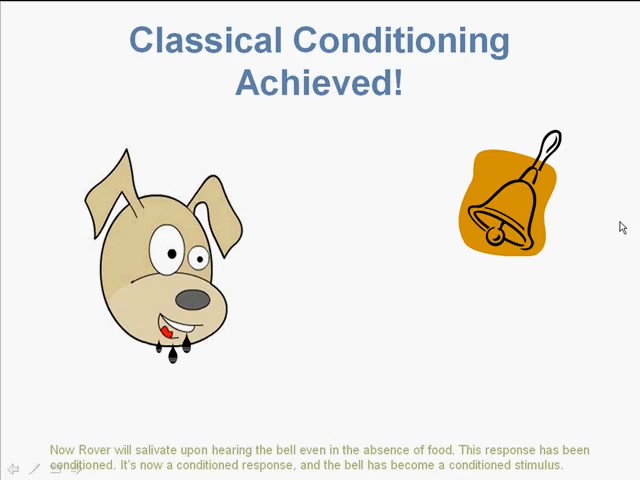 Classical Conditioning
Achieved!
Now Rover will salivate upon hearing the bell even in the absence of food. This response has been
conditioned. It's now a conditioned response, and the bell has become a conditioned stimulus.